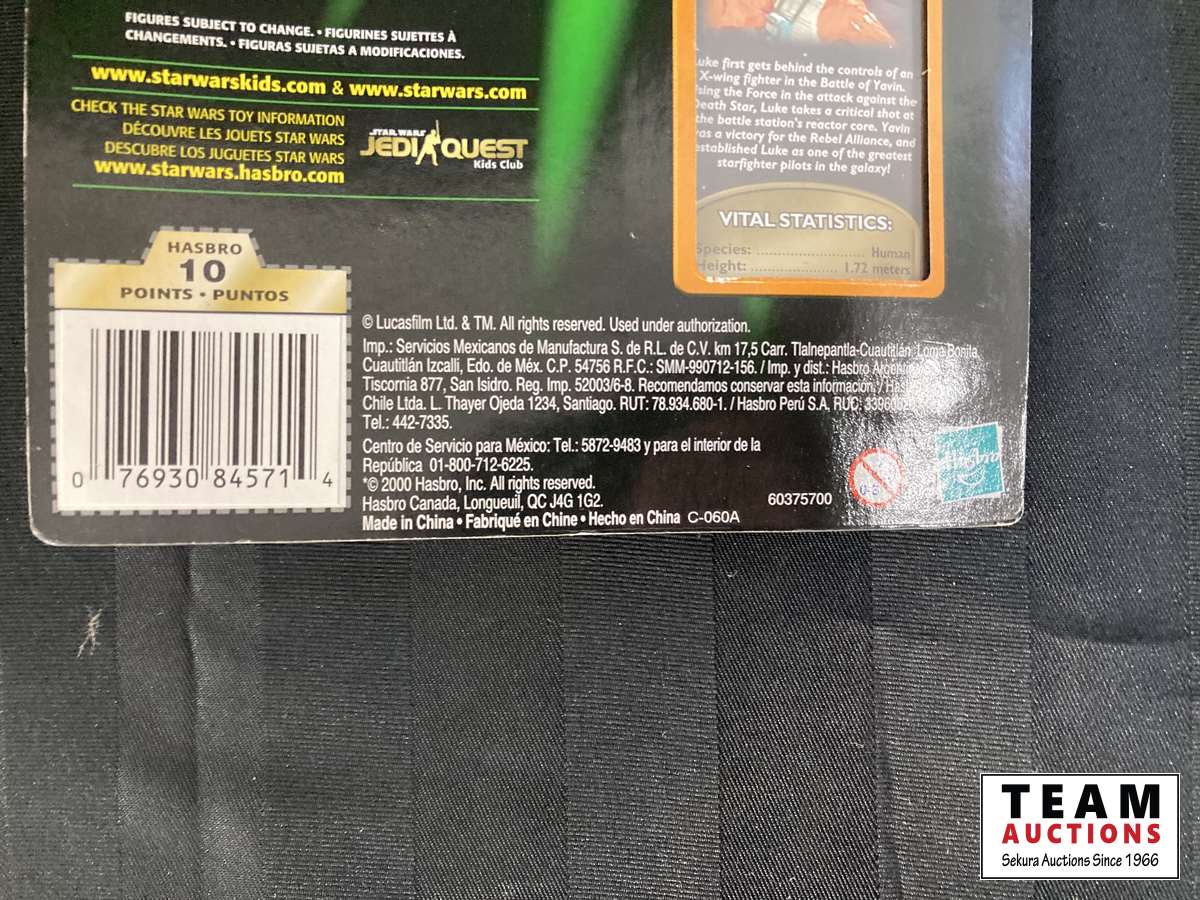 FIGURES SUBJECT TO CHANGE. • FIGURINES SUJETTES À
CHANGEMENTS. • FIGURAS SUJETAS A MODIFICACIONES.
www.starwarskids.com & www.starwars.com
CHECK THE STAR WARS TOY INFORMATION
DÉCOUVRE LES JOUETS STAR WARS
DESCUBRE LOS JUGUETES STAR WARS
www.starwars.hasbro.com
STAR WARS
JEDI QUEST
Kids Club
Luke first gets behind the controls of an
X-wing fighter in the Battle of Yavin.
Using the Force in the attack against the
Death Star, Luke takes a critical shot at
the battle station's reactor core. Yavin
was a victory for the Rebel Alliance, and
established Luke as one of the greatest
starfighter pilots in the galaxy!
VITAL STATISTICS:
Species: ........................ Human
Height: ................... 1.72 meters
HASBRO
10
POINTS • PUNTOS
0 76930 84571 4
© Lucasfilm Ltd. & TM. All rights reserved. Used under authorization.
Imp.: Servicios Mexicanos de Manufactura S. de R.L. de C.V. km 17,5 Carr. Tlalnepantla-Cuautitlán, Loma Bonita,
Cuautitlán Izcalli, Edo. de Méx. C.P. 54756 R.F.C.: SMM-990712-156. / Imp. y dist.: Hasbro
Tiscornia 877, San Isidro. Reg. Imp. 52003/6-8. Recomendamos conservar esta información. /
Chile Ltda. L. Thayer Ojeda 1234, Santiago. RUT: 78.934.680-1. / Hasbro Perú S.A. RUC:
Tel.: 442-7335.
Centro de Servicio para México: Tel.: 5872-9483 y para el interior de la
República 01-800-712-6225.
*© 2000 Hasbro, Inc. All rights reserved.
Hasbro Canada, Longueuil, QC J4G 1G2.
Made in China • Fabriqué en Chine • Hecho en China C-060A
60375700
0-3
Hasbro
TEAM
AUCTIONS
Sekura Auctions Since 1966